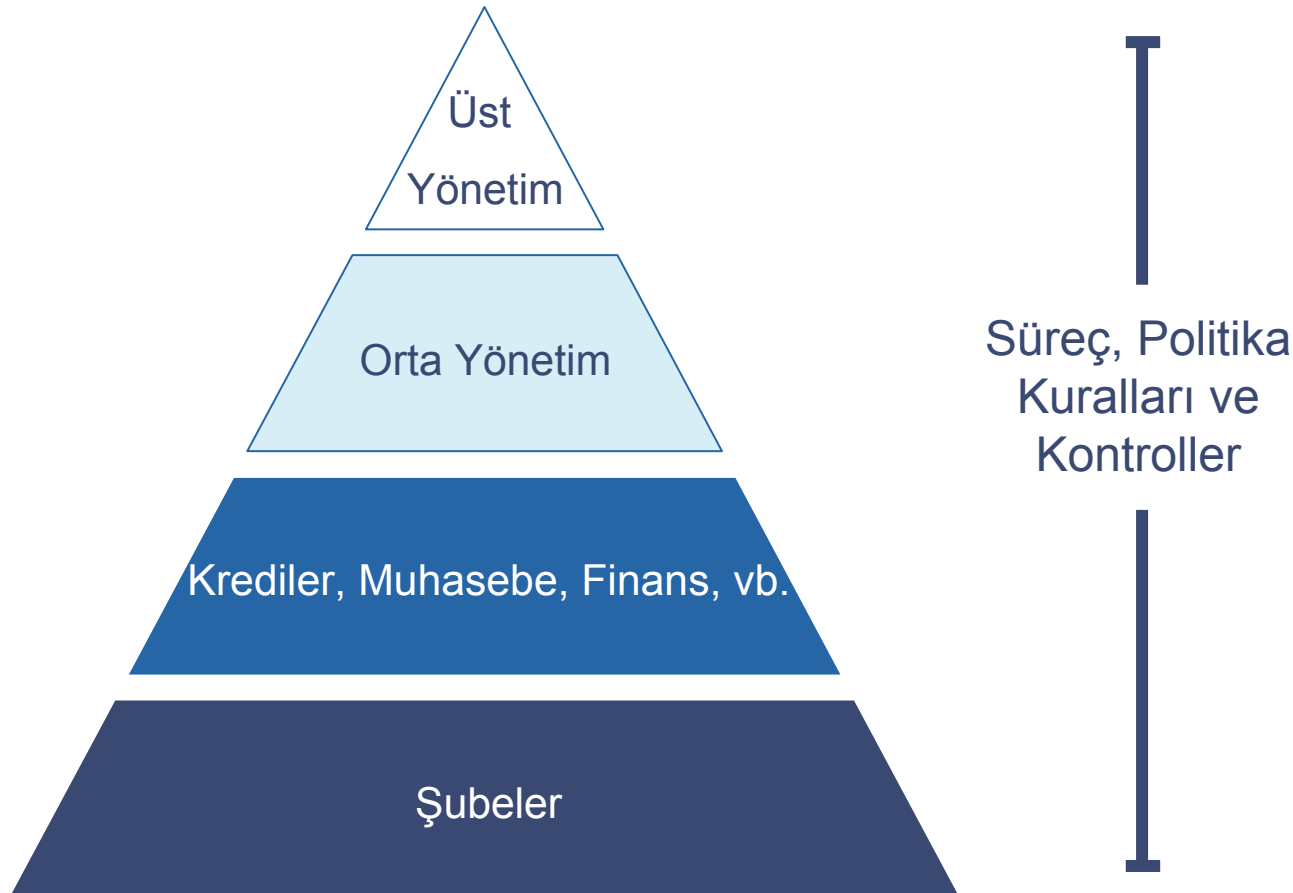 Üst
Yönetim
Orta Yönetim
Süreç, Politika
Kuralları ve
Kontroller
Krediler, Muhasebe, Finans, vb.
Şubeler